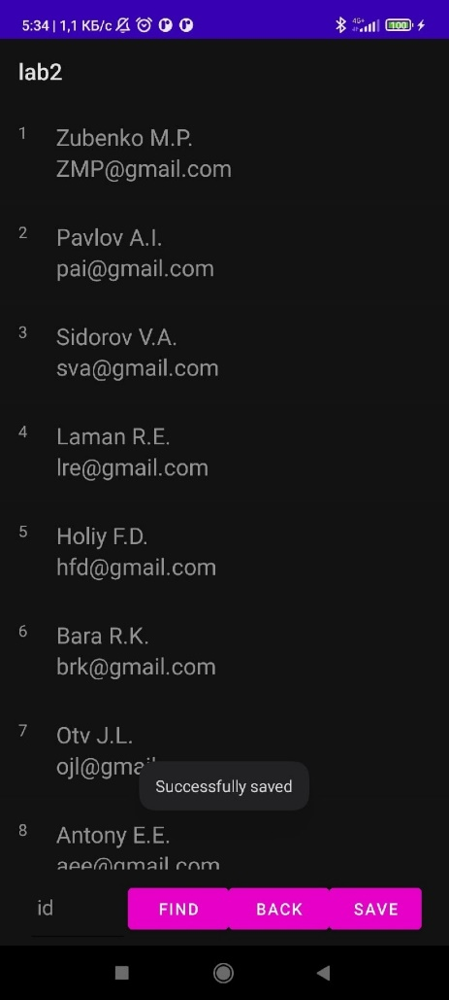 5:34 | 1,1 КБ/с
4G+
100
lab2
1
Zubenko M.P.
ZMP@gmail.com
2
Pavlov A.I.
pai@gmail.com
3
Sidorov V.A.
sva@gmail.com
4
Laman R.E.
lre@gmail.com
5
Holiy F.D.
hfd@gmail.com
6
Bara R.K.
brk@gmail.com
7
Otv J.L.
ojl@gmail
Successfully saved
8
Antony E.E.
aee@gmail.com
id FIND BACK SAVE